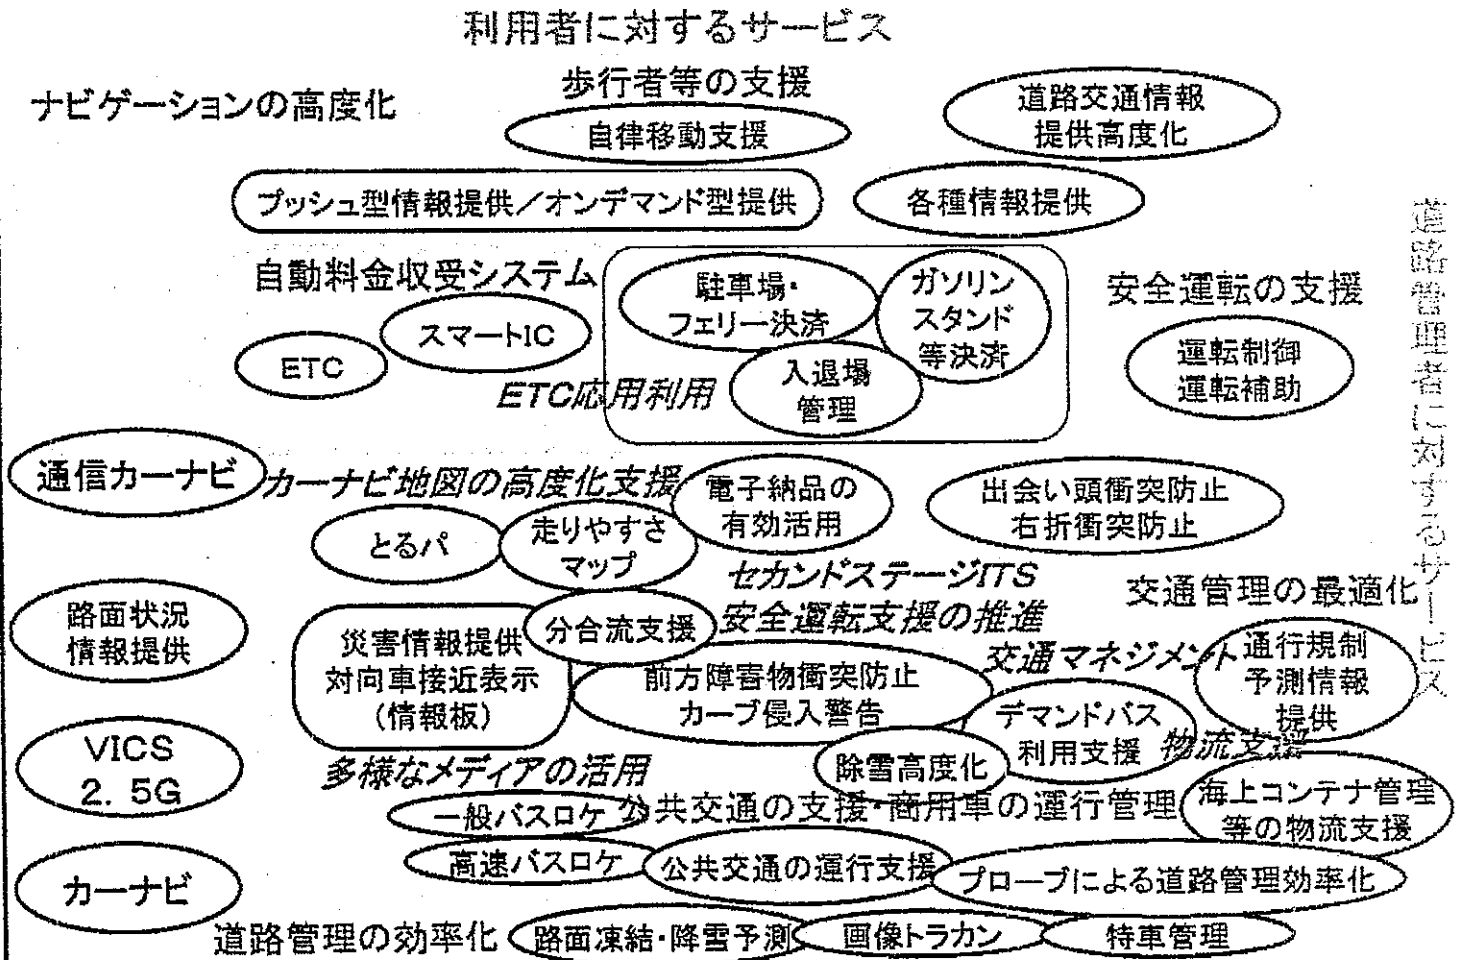 利用者に対するサービス
歩行者等の支援
ナビゲーションの高度化
自律移動支援
道路交通情報
提供高度化
プッシュ型情報提供／オンデマンド型提供
各種情報提供
道路管理者に対するサービス
自動料金収受システム
駐車場・
フェリー決済
ガソリン
スタンド
等決済
安全運転の支援
スマートIC
ETC
ETC応用利用
入退場
管理
運転制御
運転補助
通信カーナビ
カーナビ地図の高度化支援
電子納品の
有効活用
出会い頭衝突防止
右折衝突防止
とるパ
走りやすさ
マップ
セカンドステージITS
安全運転支援の推進
交通管理の最適化
路面状況
情報提供
災害情報提供
対向車接近表示
(情報板)
分合流支援
前方障害物衝突防止
カーブ侵入警告
交通マネジメント
通行規制
予測情報
提供
デマンドバス
利用支援
物流支援
VICS
2．5G
多様なメディアの活用
除雪高度化
一般バスロケ
公共交通の支援・商用車の運行管理
海上コンテナ管理
等の物流支援
カーナビ
高速バスロケ
公共交通の運行支援
プローブによる道路管理効率化
道路管理の効率化
路面凍結・降雪予測
画像トラカン
特車管理